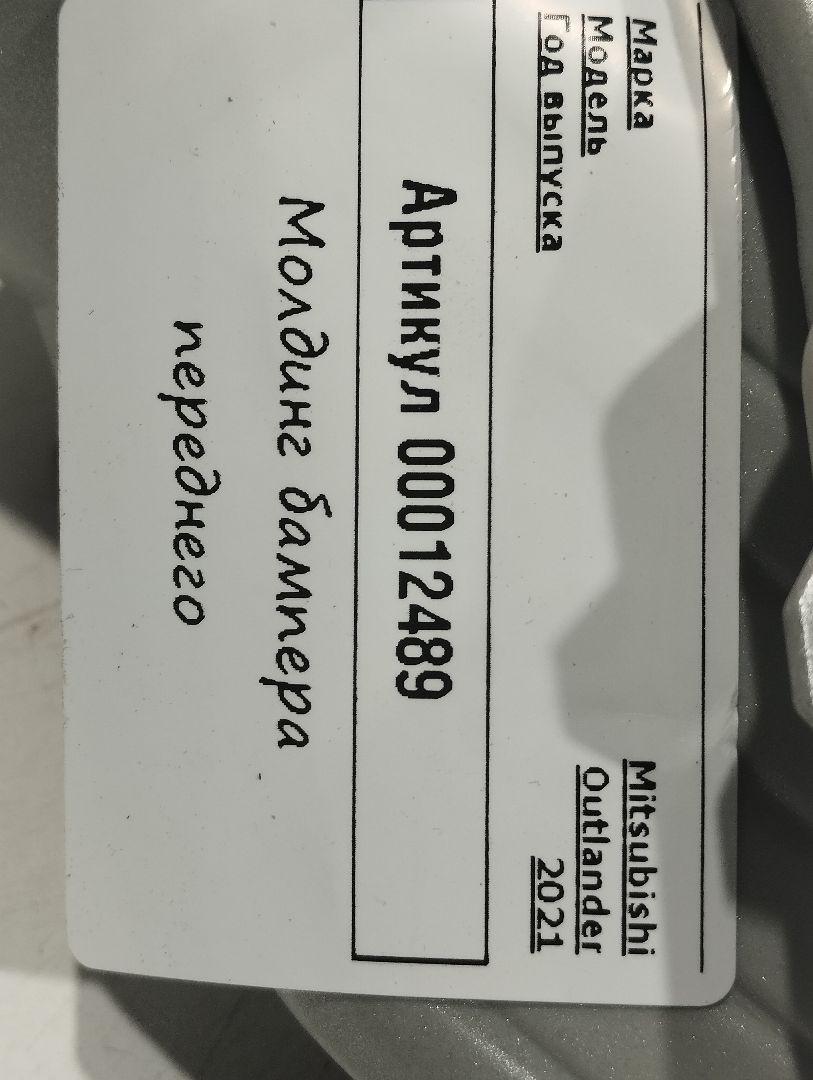 Марка Mitsubishi
Модель Outlander
Год выпуска 2021
Артикул 00012489
Молдинг бампера
переднего